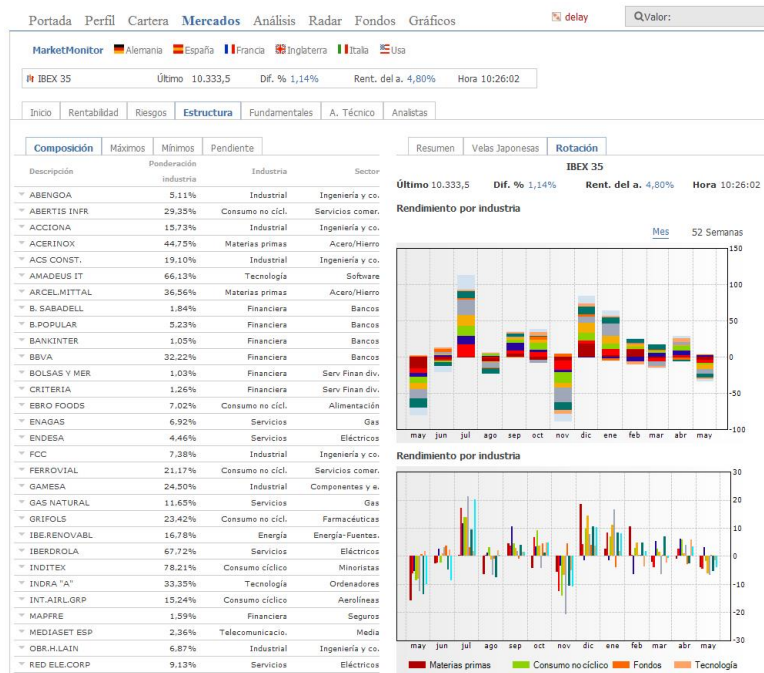 Portada Perfil Cartera Mercados Análisis Radar Fondos Gráficos delay Valor:
MarketMonitor Alemania España Francia Inglaterra Italia Usa
IBEX 35 Último 10.333,5 Dif. % 1,14% Rent. del a. 4,80% Hora 10:26:02
Inicio Rentabilidad Riesgos Estructura Fundamentales A. Técnico Analistas
Composición Máximos Mínimos Pendiente
Descripción Ponderación industria Industria Sector
ABENGOA 5,11% Industrial Ingeniería y co.
ABERTIS INFR 29,35% Consumo no cícl. Servicios comer.
ACCIONA 15,73% Industrial Ingeniería y co.
ACERINOX 44,75% Materias primas Acero/Hierro
ACS CONST. 19,10% Industrial Ingeniería y co.
AMADEUS IT 66,13% Tecnología Software
ARCEL.MITTAL 36,56% Materias primas Acero/Hierro
B. SABADELL 1,84% Financiera Bancos
B.POPULAR 5,23% Financiera Bancos
BANKINTER 1,05% Financiera Bancos
BBVA 32,22% Financiera Bancos
BOLSAS Y MER 1,03% Financiera Serv Finan div.
CRITERIA 1,26% Financiera Serv Finan div.
EBRO FOODS 7,02% Consumo no cícl. Alimentación
ENAGAS 6,92% Servicios Gas
ENDESA 4,46% Servicios Eléctricos
FCC 7,38% Industrial Ingeniería y co.
FERROVIAL 21,17% Consumo no cícl. Servicios comer.
GAMESA 24,50% Industrial Componentes y e.
GAS NATURAL 11,65% Servicios Gas
GRIFOLS 23,42% Consumo no cícl. Farmacéuticas
IBE.RENOVABL 16,78% Energía Energía-Fuentes.
IBERDROLA 67,72% Servicios Eléctricos
INDITEX 78,21% Consumo cíclico Minoristas
INDRA "A" 33,35% Tecnología Ordenadores
INT.AIRL.GRP 15,24% Consumo cíclico Aerolíneas
MAPFRE 1,59% Financiera Seguros
MEDIASET ESP 2,36% Telecomunicacio. Media
OBR.H.LAIN 6,87% Industrial Ingeniería y co.
RED ELE.CORP 9,13% Servicios Eléctricos
Resumen Velas Japonesas Rotación
IBEX 35
Último 10.333,5 Dif. % 1,14% Rent. del a. 4,80% Hora 10:26:02
Rendimiento por industria
Mes 52 Semanas
150
100
50
0
-50
-100
may jun jul ago sep oct nov dic ene feb mar abr may
Rendimiento por industria
30
20
10
0
-10
-20
-30
may jun jul ago sep oct nov dic ene feb mar abr may
Materias primas Consumo no cíclico Fondos Tecnología